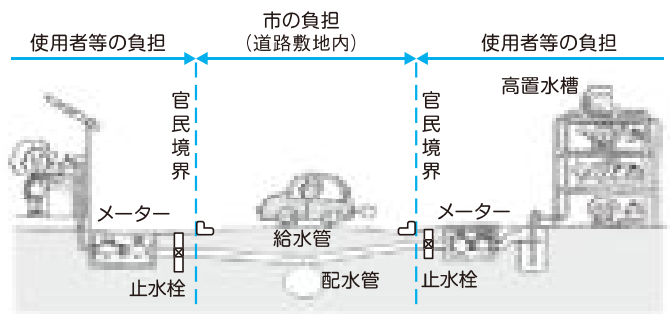 市の負担
（道路敷地内）
使用者等の負担
使用者等の負担
官民境界
官民境界
高置水槽
メーター
メーター
給水管
配水管
止水栓
止水栓